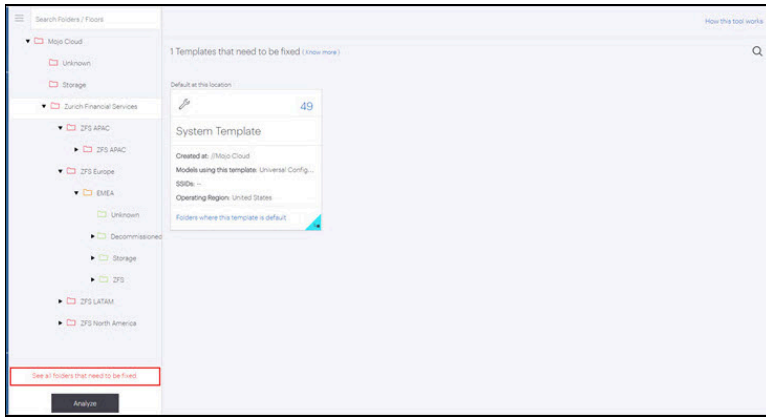 Search Folders / Floors
How this tool works
Mojo Cloud
Unknown
Storage
Zurich Financial Services
ZFS APAC
ZFS APAC
ZFS Europe
EMEA
Unknown
Decommissioned
Storage
ZFS
ZFS LATAM
ZFS North America
See all folders that need to be fixed
Analyze
1 Templates that need to be fixed (Know more)
Default at this location
49
System Template
Created at: //Mojo Cloud
Models using this template: Universal Config...
SSIDs: --
Operating Region: United States
Folders where this template is default